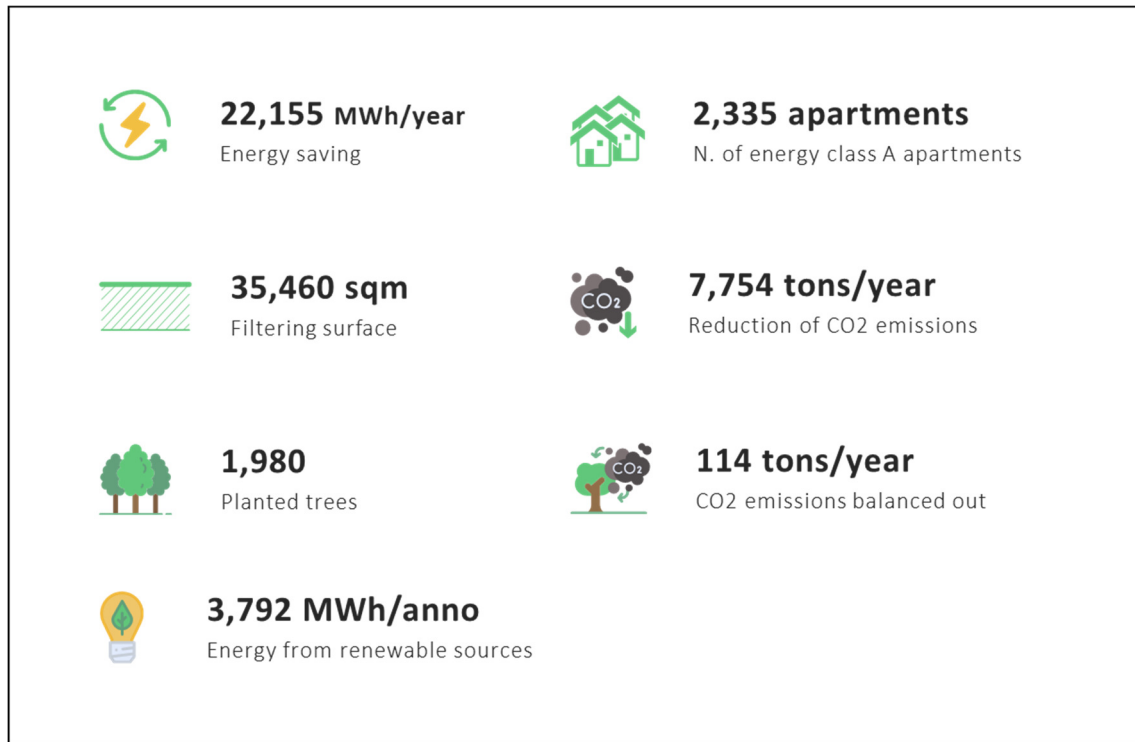 22,155 MWh/year
Energy saving
2,335 apartments
N. of energy class A apartments
35,460 sqm
Filtering surface
CO2
7,754 tons/year
Reduction of CO2 emissions
1,980
Planted trees
CO2
114 tons/year
CO2 emissions balanced out
3,792 MWh/anno
Energy from renewable sources